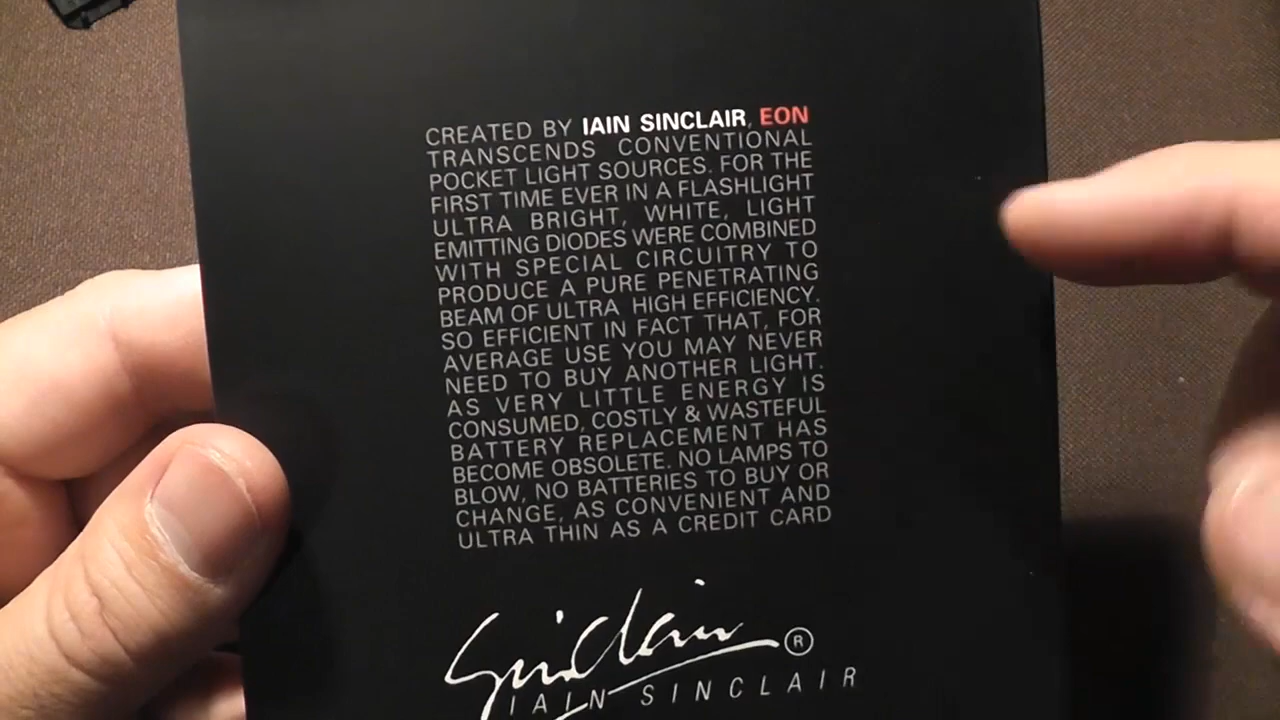 CREATED BY IAIN SINCLAIR, EON
TRANSCENDS CONVENTIONAL
POCKET LIGHT SOURCES. FOR THE
FIRST TIME EVER IN A FLASHLIGHT
ULTRA BRIGHT, WHITE, LIGHT
EMITTING DIODES WERE COMBINED
WITH SPECIAL CIRCUITRY TO
PRODUCE A PURE PENETRATING
BEAM OF ULTRA HIGH EFFICIENCY.
SO EFFICIENT IN FACT THAT, FOR
AVERAGE USE YOU MAY NEVER
NEED TO BUY ANOTHER LIGHT.
AS VERY LITTLE ENERGY IS
CONSUMED, COSTLY & WASTEFUL
BATTERY REPLACEMENT HAS
BECOME OBSOLETE. NO LAMPS TO
BLOW, NO BATTERIES TO BUY OR
CHANGE, AS CONVENIENT AND
ULTRA THIN AS A CREDIT CARD
Sinclair ®
IAIN SINCLAIR